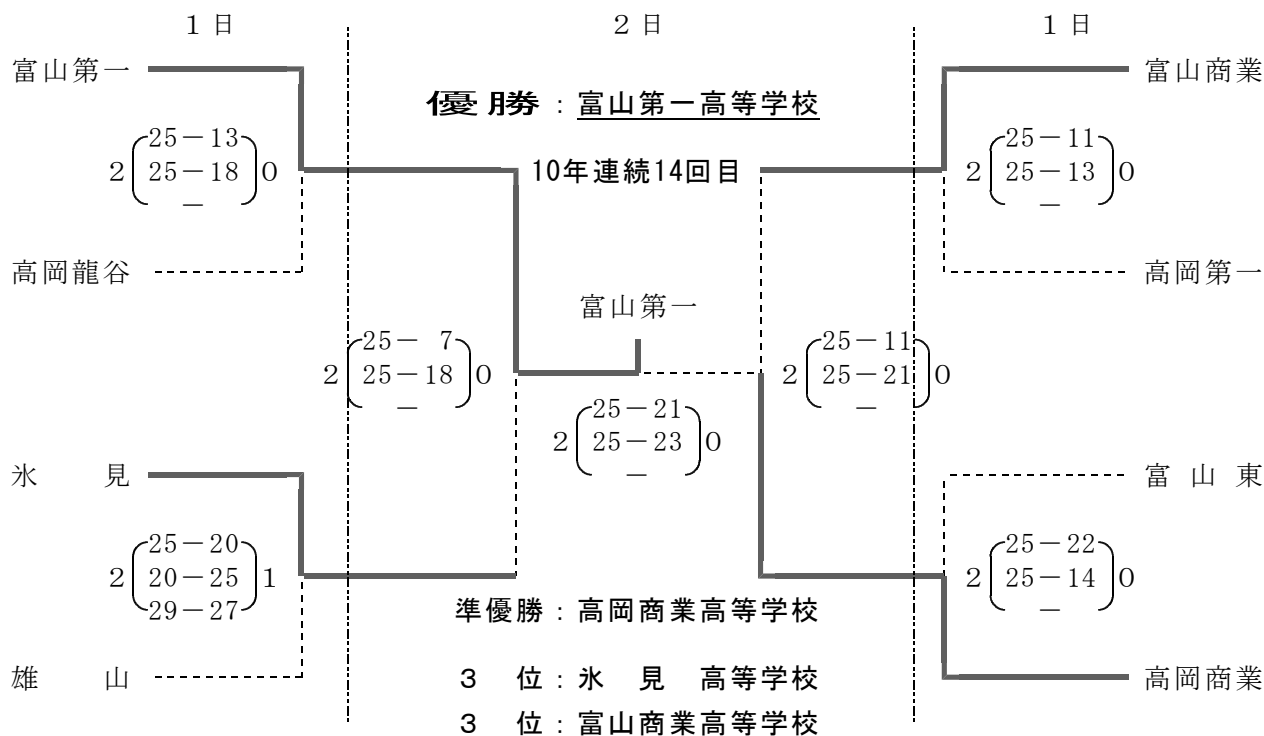 1 日 2 日 1 日
富山第一 富山商業
優 勝 : 富山第一高等学校
25－13 25－11
2 25－18 0 10年連続14回目 2 25－13 0
－ －
高岡龍谷 高岡第一
富山第一
25－ 7 25－11
2 25－18 0 2 25－21 0
－ －
25－21
2 25－23 0
－
氷 見 富 山 東
25－20 25－22
2 20－25 1 2 25－14 0
29－27 －
準優勝 : 高岡商業高等学校
雄 山 3 位 : 氷 見 高等学校 高岡商業
3 位 : 富山商業高等学校